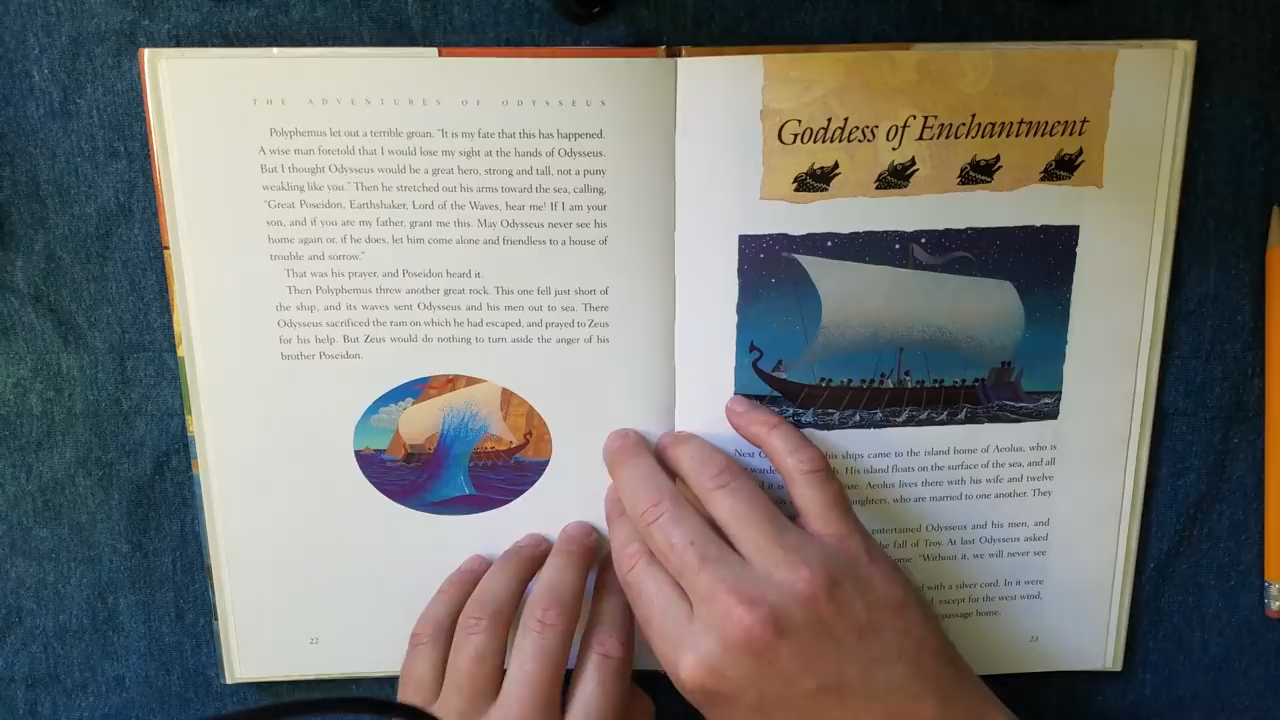 THE ADVENTURES OF ODYSSEUS
Polyphemus let out a terrible groan. "It is my fate that this has happened.
A wise man foretold that I would lose my sight at the hands of Odysseus.
But I thought Odysseus would be a great hero, strong and tall, not a puny
weakling like you." Then he stretched out his arms toward the sea, calling,
"Great Poseidon, Earthshaker, Lord of the Waves, hear me! If I am your
son, and if you are my father, grant me this. May Odysseus never see his
home again or, if he does, let him come alone and friendless to a house of
trouble and sorrow."
That was his prayer, and Poseidon heard it.
Then Polyphemus threw another great rock. This one fell just short of
the ship, and its waves sent Odysseus and his men out to sea. There
Odysseus sacrificed the ram on which he had escaped, and prayed to Zeus
for his help. But Zeus would do nothing to turn aside the anger of his
brother Poseidon.
22
Goddess of Enchantment
Next his ships came to the island home of Aeolus, who is
His island floats on the surface of the sea, and all
it is Aeolus lives there with his wife and twelve
who are married to one another. They
entertained Odysseus and his men, and
the fall of Troy. At last Odysseus asked
"Without it, we will never see
with a silver cord. In it were
except for the west wind,
passage home.
23